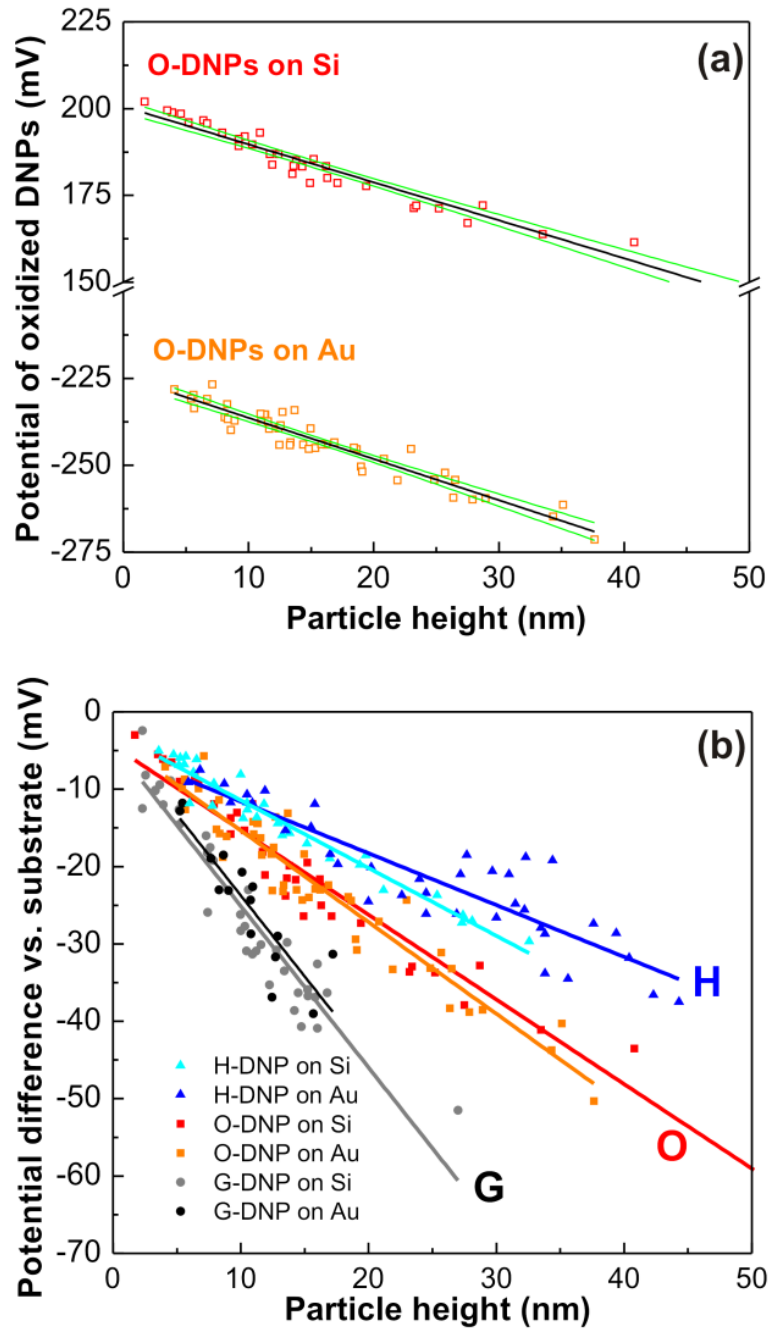 225
200
175
150
-225
-250
-275
Potential of oxidized DNPs (mV)
(a)
O-DNPs on Si
O-DNPs on Au
0 10 20 30 40 50
Particle height (nm)
0
-10
-20
-30
-40
-50
-60
-70
Potential difference vs. substrate (mV)
(b)
H
O
G
H-DNP on Si
H-DNP on Au
O-DNP on Si
O-DNP on Au
G-DNP on Si
G-DNP on Au
0 10 20 30 40 50
Particle height (nm)